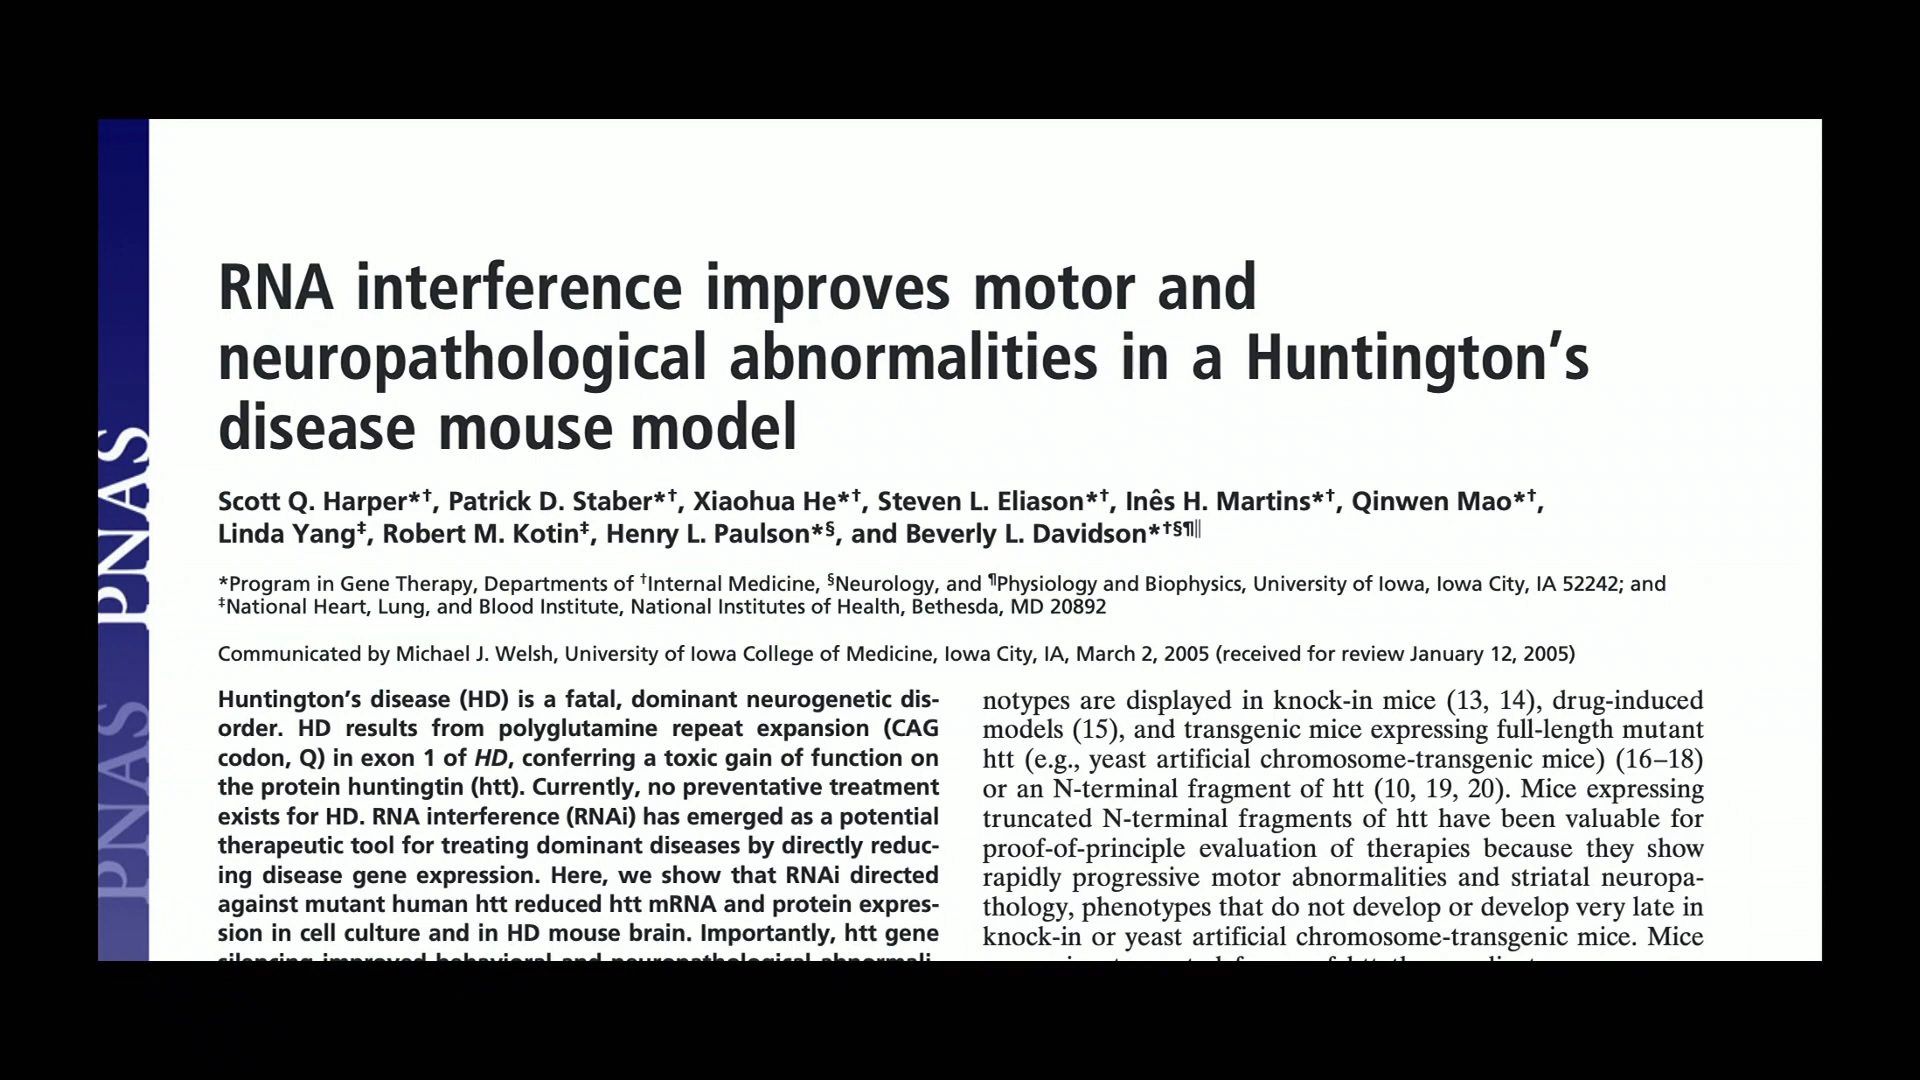 RNA interference improves motor and
neuropathological abnormalities in a Huntington’s
disease mouse model
Scott Q. Harper*†, Patrick D. Staber*†, Xiaohua He*†, Steven L. Eliason*†, Inês H. Martins*†, Qinwen Mao*†,
Linda Yang‡, Robert M. Kotin‡, Henry L. Paulson*§, and Beverly L. Davidson*†§¶‖
*Program in Gene Therapy, Departments of †Internal Medicine, §Neurology, and ¶Physiology and Biophysics, University of Iowa, Iowa City, IA 52242; and
‡National Heart, Lung, and Blood Institute, National Institutes of Health, Bethesda, MD 20892
Communicated by Michael J. Welsh, University of Iowa College of Medicine, Iowa City, IA, March 2, 2005 (received for review January 12, 2005)
Huntington’s disease (HD) is a fatal, dominant neurogenetic dis-
order. HD results from polyglutamine repeat expansion (CAG
codon, Q) in exon 1 of HD, conferring a toxic gain of function on
the protein huntingtin (htt). Currently, no preventative treatment
exists for HD. RNA interference (RNAi) has emerged as a potential
therapeutic tool for treating dominant diseases by directly reduc-
ing disease gene expression. Here, we show that RNAi directed
against mutant human htt reduced htt mRNA and protein expres-
sion in cell culture and in HD mouse brain. Importantly, htt gene
silencing improved behavioral and neuropathological abnormali-
notypes are displayed in knock-in mice (13, 14), drug-induced
models (15), and transgenic mice expressing full-length mutant
htt (e.g., yeast artificial chromosome-transgenic mice) (16–18)
or an N-terminal fragment of htt (10, 19, 20). Mice expressing
truncated N-terminal fragments of htt have been valuable for
proof-of-principle evaluation of therapies because they show
rapidly progressive motor abnormalities and striatal neuropa-
thology, phenotypes that do not develop or develop very late in
knock-in or yeast artificial chromosome-transgenic mice. Mice
PNAS
PNAS